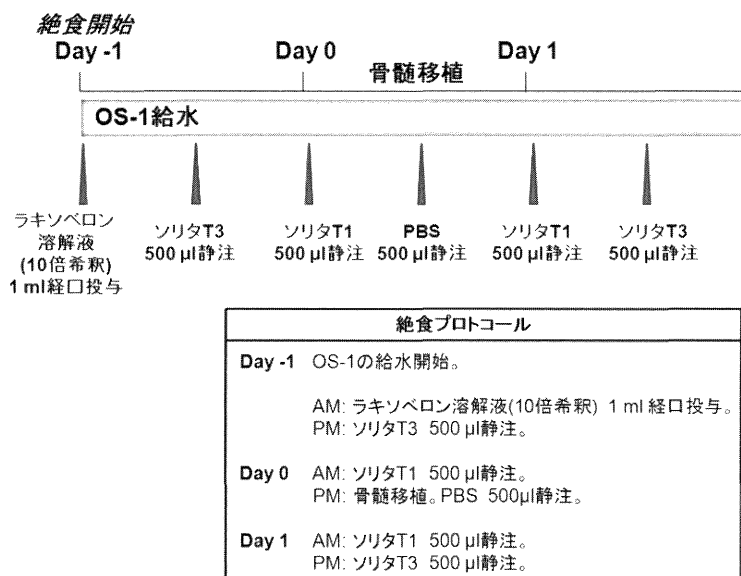 絶食開始
Day -1 Day 0 Day 1
骨髄移植
OS-1給水
ラキソベロン
溶解液
(10倍希釈)
1 ml経口投与
ソリタT3
500 µl静注
ソリタT1
500 µl静注
PBS
500 µl静注
ソリタT1
500 µl静注
ソリタT3
500 µl静注
絶食プロトコール
Day -1 OS-1の給水開始。
AM: ラキソベロン溶解液(10倍希釈) 1 ml 経口投与。
PM: ソリタT3 500 µl静注。
Day 0 AM: ソリタT1 500 µl静注。
PM: 骨髄移植。PBS 500µl静注。
Day 1 AM: ソリタT1 500 µl静注。
PM: ソリタT3 500 µl静注。